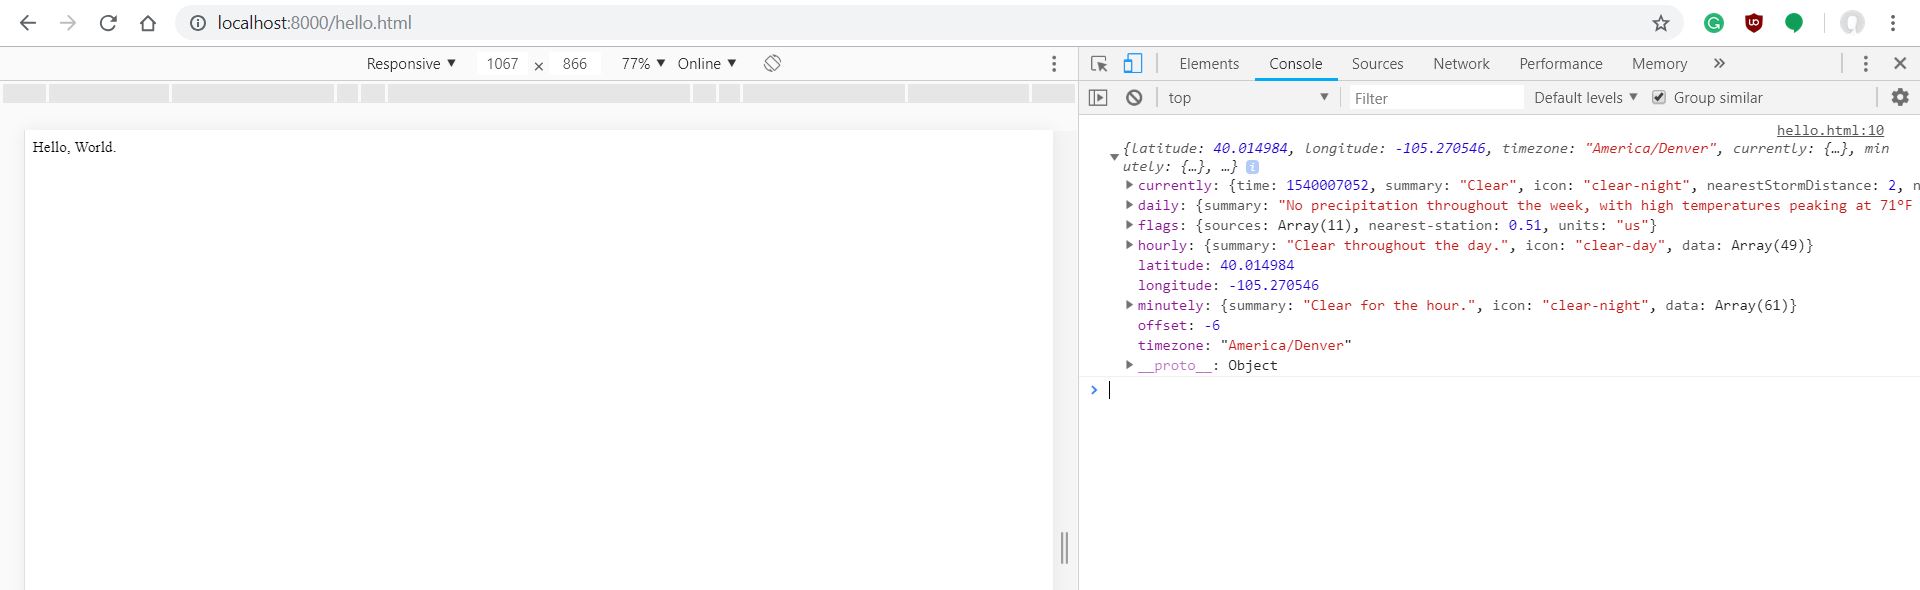 localhost:8000/hello.html
Responsive ▼ 1067 × 866 77% ▼ Online ▼
Elements Console Sources Network Performance Memory »
top ▼ Filter Default levels ▼ Group similar
Hello, World.
hello.html:10
{latitude: 40.014984, longitude: -105.270546, timezone: "America/Denver", currently: {…}, min
utely: {…}, …} i
currently: {time: 1540007052, summary: "Clear", icon: "clear-night", nearestStormDistance: 2, n
daily: {summary: "No precipitation throughout the week, with high temperatures peaking at 71°F
flags: {sources: Array(11), nearest-station: 0.51, units: "us"}
hourly: {summary: "Clear throughout the day.", icon: "clear-day", data: Array(49)}
latitude: 40.014984
longitude: -105.270546
minutely: {summary: "Clear for the hour.", icon: "clear-night", data: Array(61)}
offset: -6
timezone: "America/Denver"
__proto__: Object